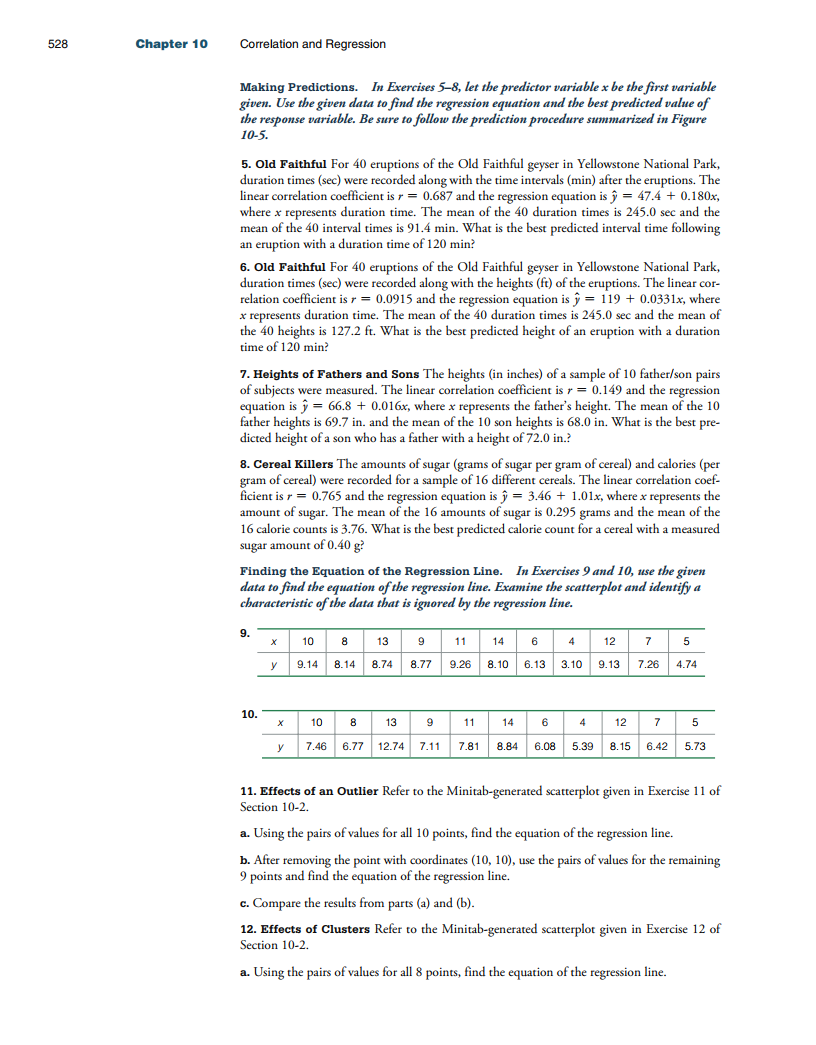 528 Chapter 10 Correlation and Regression
Making Predictions. In Exercises 5–8, let the predictor variable x be the first variable
given. Use the given data to find the regression equation and the best predicted value of
the response variable. Be sure to follow the prediction procedure summarized in Figure
10-5.
5. Old Faithful For 40 eruptions of the Old Faithful geyser in Yellowstone National Park,
duration times (sec) were recorded along with the time intervals (min) after the eruptions. The
linear correlation coefficient is r = 0.687 and the regression equation is ŷ = 47.4 + 0.180x,
where x represents duration time. The mean of the 40 duration times is 245.0 sec and the
mean of the 40 interval times is 91.4 min. What is the best predicted interval time following
an eruption with a duration time of 120 min?
6. Old Faithful For 40 eruptions of the Old Faithful geyser in Yellowstone National Park,
duration times (sec) were recorded along with the heights (ft) of the eruptions. The linear cor-
relation coefficient is r = 0.0915 and the regression equation is ŷ = 119 + 0.0331x, where
x represents duration time. The mean of the 40 duration times is 245.0 sec and the mean of
the 40 heights is 127.2 ft. What is the best predicted height of an eruption with a duration
time of 120 min?
7. Heights of Fathers and Sons The heights (in inches) of a sample of 10 father/son pairs
of subjects were measured. The linear correlation coefficient is r = 0.149 and the regression
equation is ŷ = 66.8 + 0.016x, where x represents the father's height. The mean of the 10
father heights is 69.7 in. and the mean of the 10 son heights is 68.0 in. What is the best pre-
dicted height of a son who has a father with a height of 72.0 in.?
8. Cereal Killers The amounts of sugar (grams of sugar per gram of cereal) and calories (per
gram of cereal) were recorded for a sample of 16 different cereals. The linear correlation coef-
ficient is r = 0.765 and the regression equation is ŷ = 3.46 + 1.01x, where x represents the
amount of sugar. The mean of the 16 amounts of sugar is 0.295 grams and the mean of the
16 calorie counts is 3.76. What is the best predicted calorie count for a cereal with a measured
sugar amount of 0.40 g?
Finding the Equation of the Regression Line. In Exercises 9 and 10, use the given
data to find the equation of the regression line. Examine the scatterplot and identify a
characteristic of the data that is ignored by the regression line.
9.
x 10 8 13 9 11 14 6 4 12 7 5
y 9.14 8.14 8.74 8.77 9.26 8.10 6.13 3.10 9.13 7.26 4.74
10.
x 10 8 13 9 11 14 6 4 12 7 5
y 7.46 6.77 12.74 7.11 7.81 8.84 6.08 5.39 8.15 6.42 5.73
11. Effects of an Outlier Refer to the Minitab-generated scatterplot given in Exercise 11 of
Section 10-2.
a. Using the pairs of values for all 10 points, find the equation of the regression line.
b. After removing the point with coordinates (10, 10), use the pairs of values for the remaining
9 points and find the equation of the regression line.
c. Compare the results from parts (a) and (b).
12. Effects of Clusters Refer to the Minitab-generated scatterplot given in Exercise 12 of
Section 10-2.
a. Using the pairs of values for all 8 points, find the equation of the regression line.